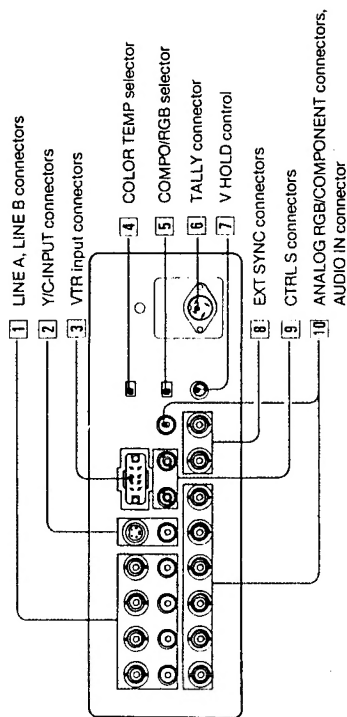 1 LINE A, LINE B connectors
2 Y/C-INPUT connectors
3 VTR input connectors
4 COLOR TEMP selector
5 COMPO/RGB selector
6 TALLY connector
7 V HOLD control
8 EXT SYNC connectors
9 CTRL S connectors
10 ANALOG RGB/COMPONENT connectors,
AUDIO IN connector